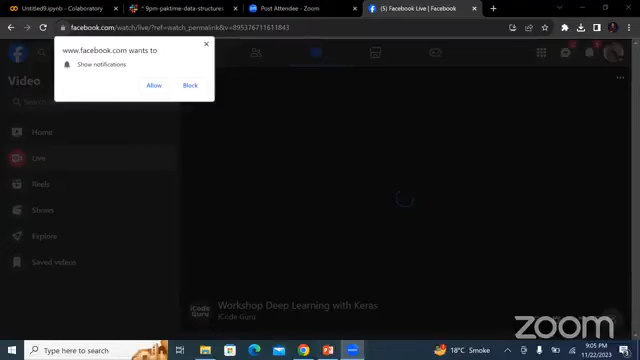 Untitled9.ipynb - Colaboratory
* 9pm-paktime-data-structures
Post Attendee - Zoom
(5) Facebook Live | Facebook
facebook.com/watch/live/?ref=watch_permalink&v=895376711611843
www.facebook.com wants to
Show notifications
Allow
Block
Video
Search
Home
Live
Reels
Shows
Explore
Saved videos
Workshop Deep Learning with Keras
iCode Guru
zoom
Type here to search
18°C Smoke
9:05 PM
11/22/2023